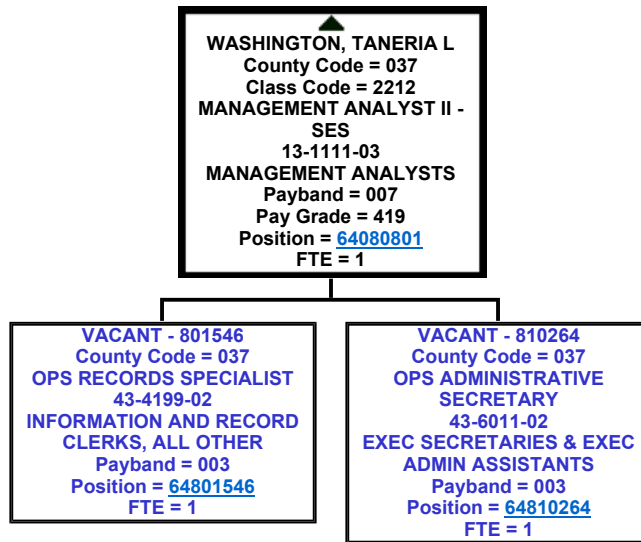 WASHINGTON, TANERIA L
County Code = 037
Class Code = 2212
MANAGEMENT ANALYST II -
SES
13-1111-03
MANAGEMENT ANALYSTS
Payband = 007
Pay Grade = 419
Position = 64080801
FTE = 1
VACANT - 801546
County Code = 037
OPS RECORDS SPECIALIST
43-4199-02
INFORMATION AND RECORD
CLERKS, ALL OTHER
Payband = 003
Position = 64801546
FTE = 1
VACANT - 810264
County Code = 037
OPS ADMINISTRATIVE
SECRETARY
43-6011-02
EXEC SECRETARIES & EXEC
ADMIN ASSISTANTS
Payband = 003
Position = 64810264
FTE = 1